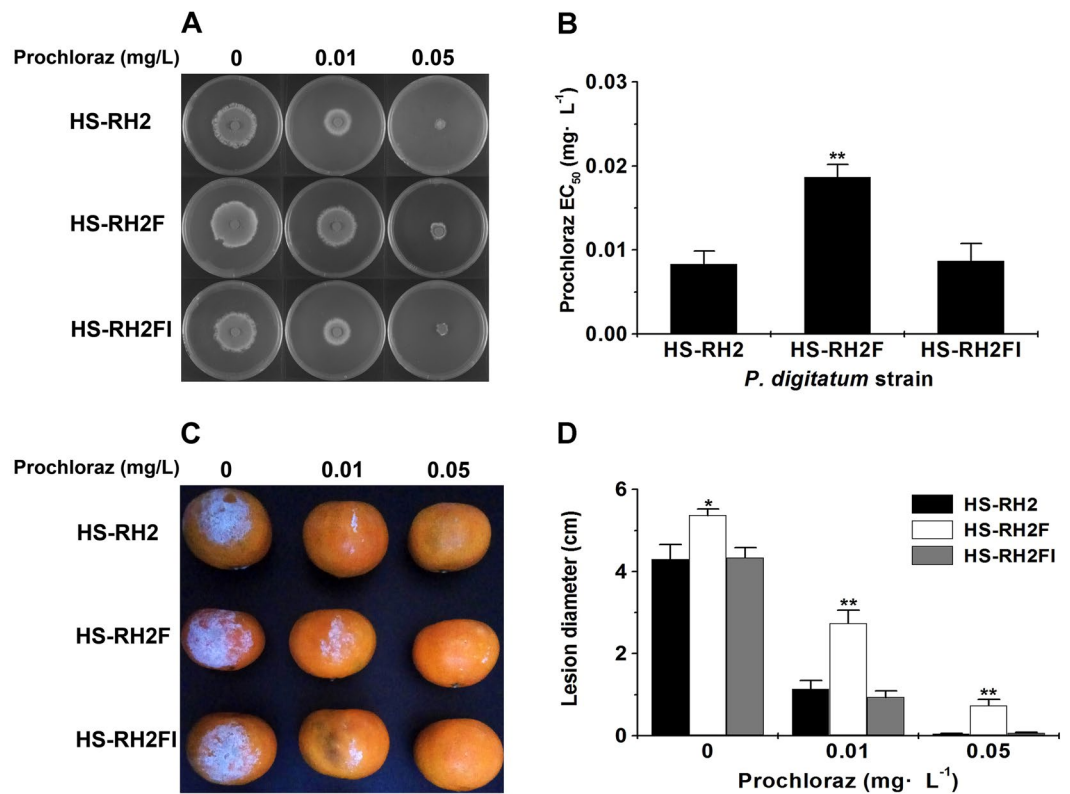 A
Prochloraz (mg/L) 0 0.01 0.05
HS-RH2
HS-RH2F
HS-RH2FI
B
Prochloraz EC50 (mg· L-1)
0.03
0.02
0.01
0.00
**
HS-RH2 HS-RH2F HS-RH2FI
P. digitatum strain
C
Prochloraz (mg/L) 0 0.01 0.05
HS-RH2
HS-RH2F
HS-RH2FI
D
Lesion diameter (cm)
6
4
2
0
*
**
**
HS-RH2
HS-RH2F
HS-RH2FI
0 0.01 0.05
Prochloraz (mg· L-1)